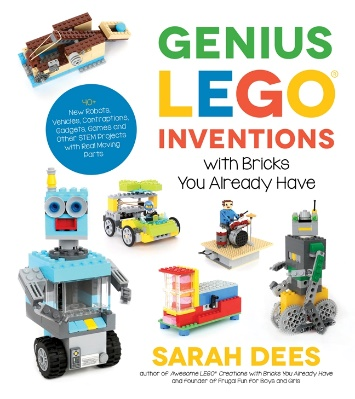 GENIUS
LEGO®
INVENTIONS
with Bricks
You Already Have
40+
New Robots,
Vehicles, Contraptions,
Gadgets, Games and
Other STEM Projects
with Real Moving
Parts
SARAH DEES
author of Awesome LEGO® Creations with Bricks You Already Have
and founder of Frugal Fun for Boys and Girls